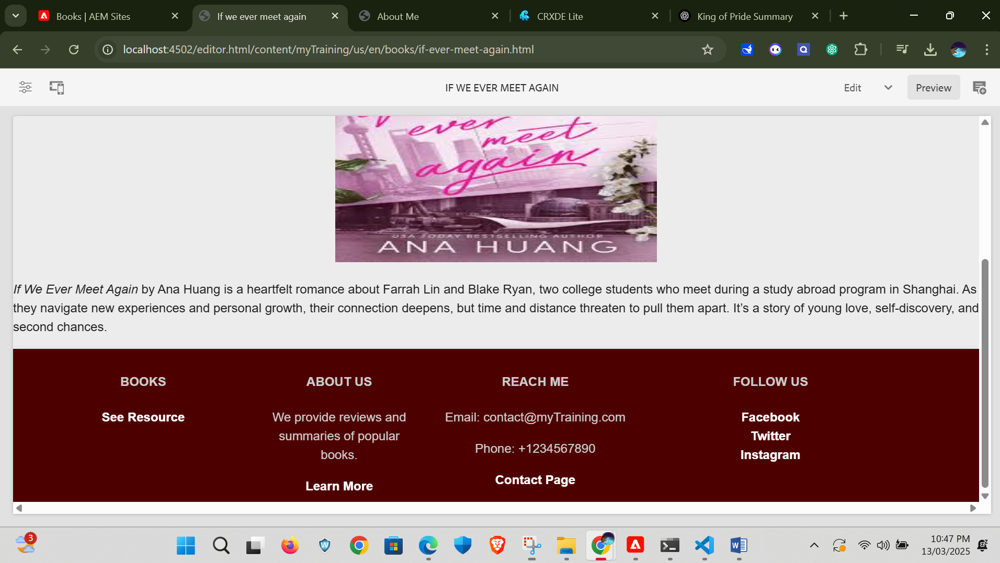 Books | AEM Sites
If we ever meet again
About Me
CRXDE Lite
King of Pride Summary
localhost:4502/editor.html/content/myTraining/us/en/books/if-ever-meet-again.html
IF WE EVER MEET AGAIN
Edit
Preview
ever
meet
again
USA TODAY BESTSELLING AUTHOR
ANA HUANG
If We Ever Meet Again by Ana Huang is a heartfelt romance about Farrah Lin and Blake Ryan, two college students who meet during a study abroad program in Shanghai. As
they navigate new experiences and personal growth, their connection deepens, but time and distance threaten to pull them apart. It’s a story of young love, self-discovery, and
second chances.
BOOKS
See Resource
ABOUT US
We provide reviews and
summaries of popular
books.
Learn More
REACH ME
Email: contact@myTraining.com
Phone: +1234567890
Contact Page
FOLLOW US
Facebook
Twitter
Instagram
3
10:47 PM
13/03/2025